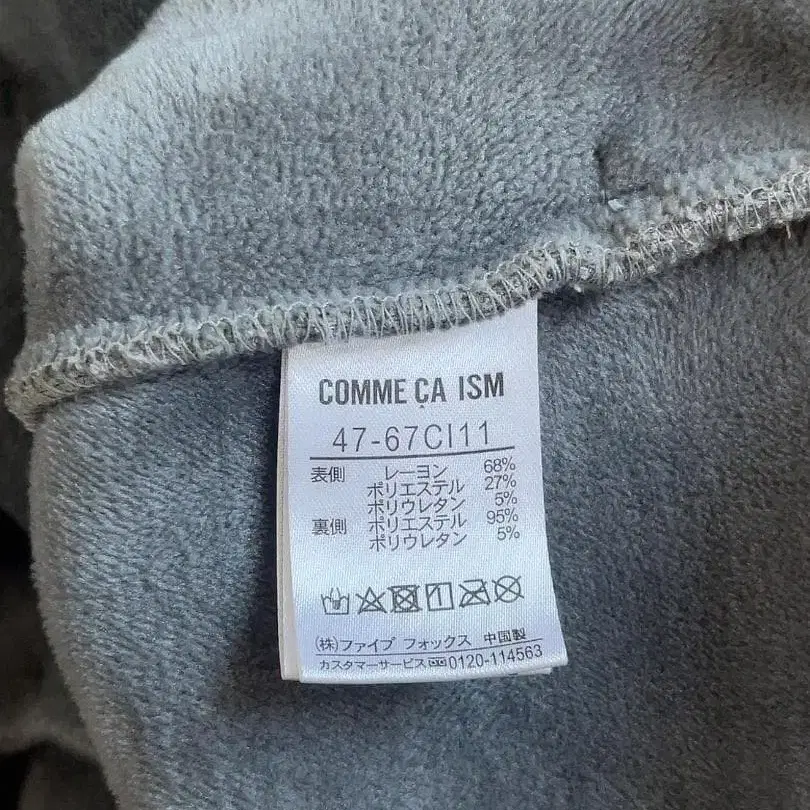 COMME ÇA ISM
47-67CI11
表側 レーヨン 68%
ポリエステル 27%
ポリウレタン 5%
裏側 ポリエステル 95%
ポリウレタン 5%
(株)ファイブ フォックス 中国製
カスタマーサービス 0120-114563